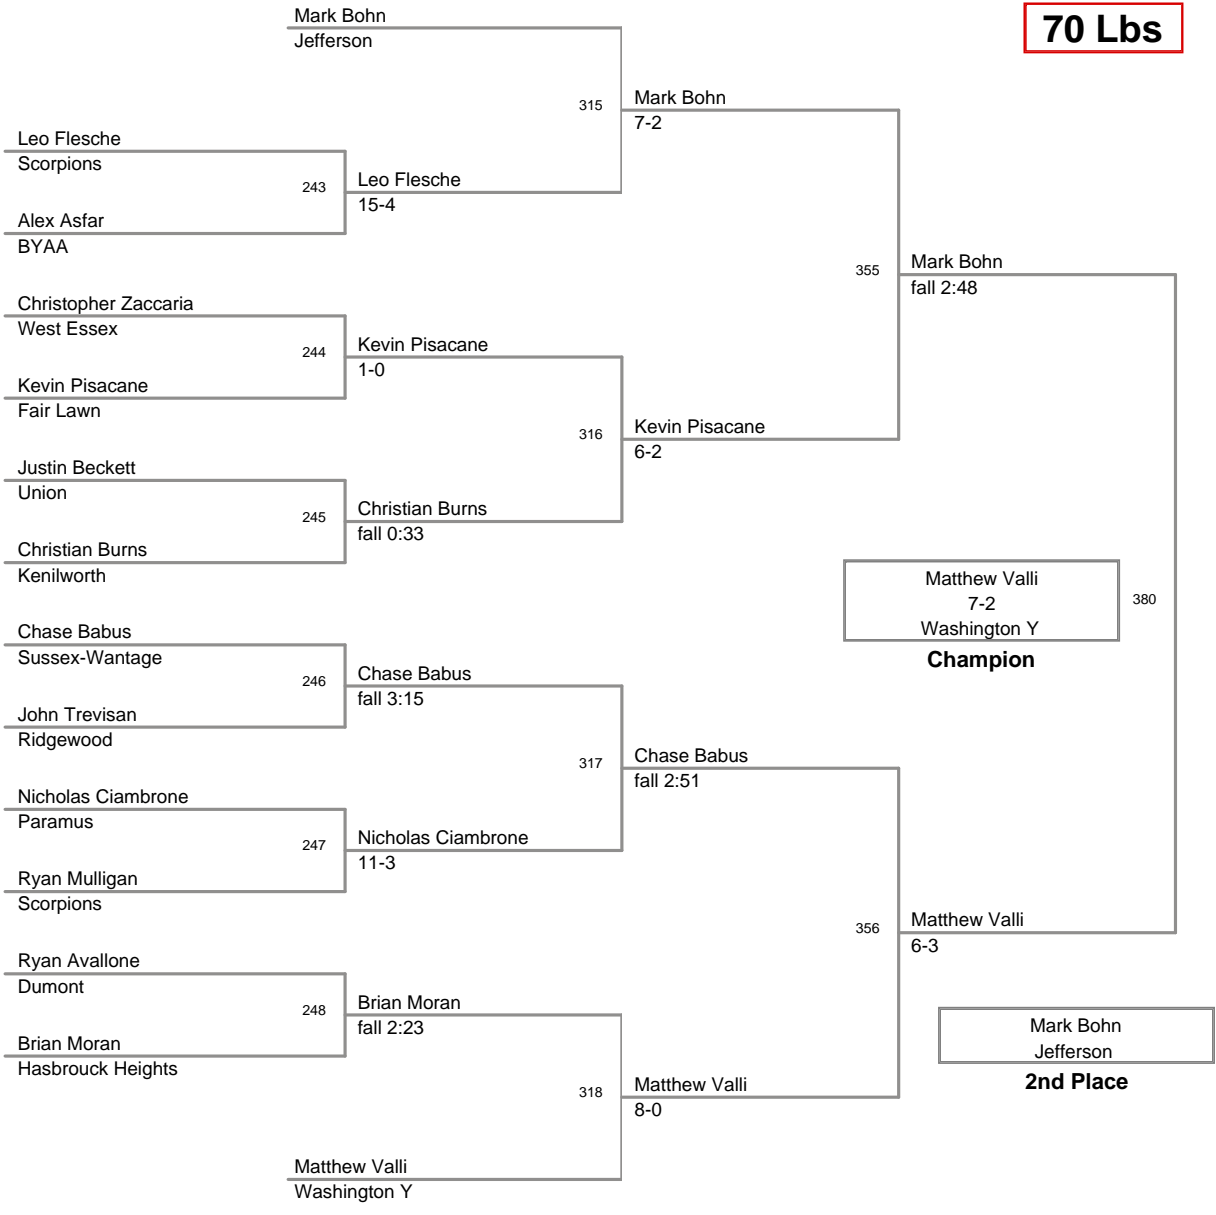 Mark Bohn
Jefferson
70 Lbs
315
Mark Bohn
7-2
Leo Flesche
Scorpions
243
Leo Flesche
15-4
Alex Asfar
BYAA
355
Mark Bohn
fall 2:48
Christopher Zaccaria
West Essex
244
Kevin Pisacane
1-0
Kevin Pisacane
Fair Lawn
316
Kevin Pisacane
6-2
Justin Beckett
Union
245
Christian Burns
fall 0:33
Christian Burns
Kenilworth
Matthew Valli
7-2
Washington Y
380
Champion
Chase Babus
Sussex-Wantage
246
Chase Babus
fall 3:15
John Trevisan
Ridgewood
317
Chase Babus
fall 2:51
Nicholas Ciambrone
Paramus
247
Nicholas Ciambrone
11-3
Ryan Mulligan
Scorpions
356
Matthew Valli
6-3
Ryan Avallone
Dumont
248
Brian Moran
fall 2:23
Brian Moran
Hasbrouck Heights
Mark Bohn
Jefferson
2nd Place
318
Matthew Valli
8-0
Matthew Valli
Washington Y